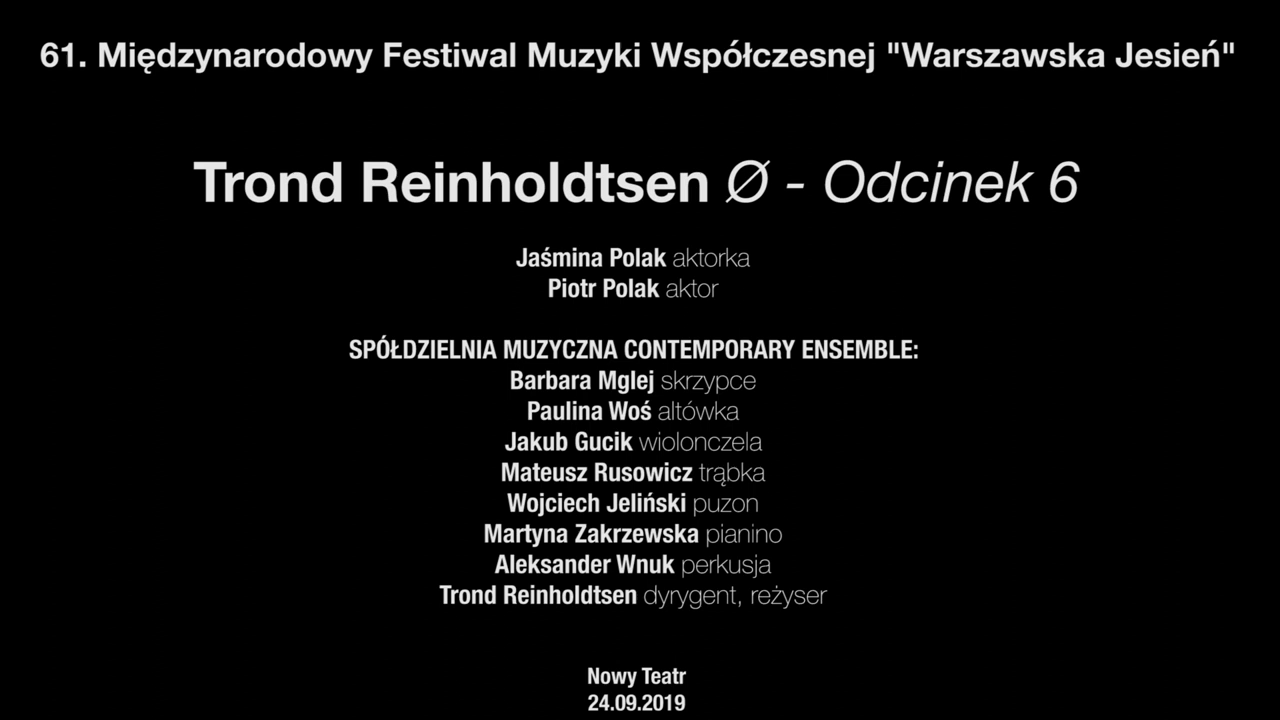 61. Międzynarodowy Festiwal Muzyki Współczesnej "Warszawska Jesień"
Trond Reinholdtsen Ø - Odcinek 6
Jaśmina Polak aktorka
Piotr Polak aktor
SPÓŁDZIELNIA MUZYCZNA CONTEMPORARY ENSEMBLE:
Barbara Mglej skrzypce
Paulina Woś altówka
Jakub Gucik wiolonczela
Mateusz Rusowicz trąbka
Wojciech Jeliński puzon
Martyna Zakrzewska pianino
Aleksander Wnuk perkusja
Trond Reinholdtsen dyrygent, reżyser
Nowy Teatr
24.09.2019